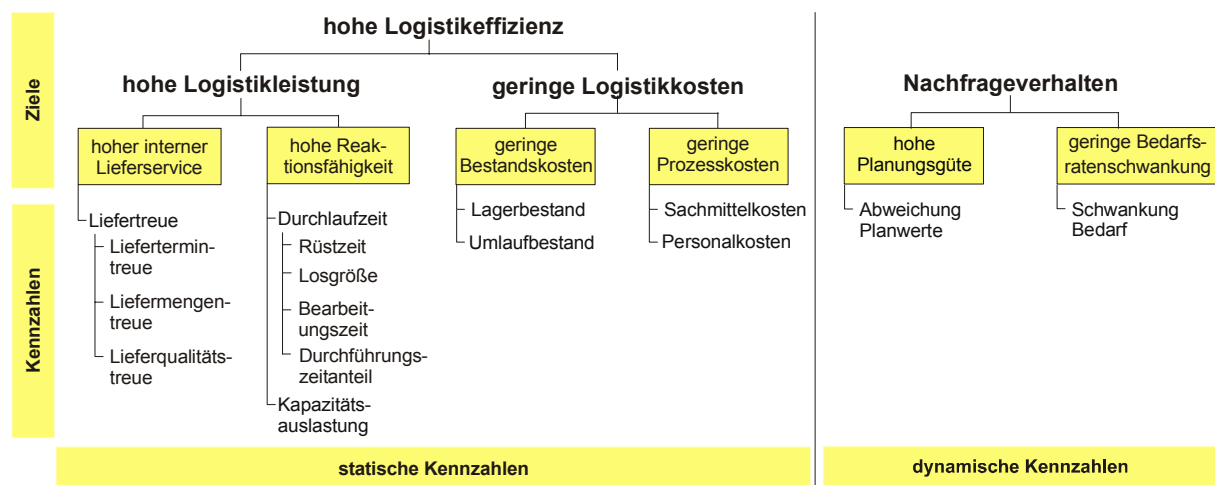 hohe Logistikeffizienz
hohe Logistikleistung
geringe Logistikkosten
Nachfrageverhalten
Ziele
hoher interner
Lieferservice
hohe Reak-
tionsfähigkeit
geringe
Bestandskosten
geringe
Prozesskosten
hohe
Planungsgüte
geringe Bedarfs-
ratenschwankung
Kennzahlen
Liefertreue
Liefertermin-
treue
Liefermengen-
treue
Lieferqualitäts-
treue
Durchlaufzeit
Rüstzeit
Losgröße
Bearbei-
tungszeit
Durchführungs-
zeitanteil
Kapazitäts-
auslastung
Lagerbestand
Umlaufbestand
Sachmittelkosten
Personalkosten
Abweichung
Planwerte
Schwankung
Bedarf
statische Kennzahlen
dynamische Kennzahlen